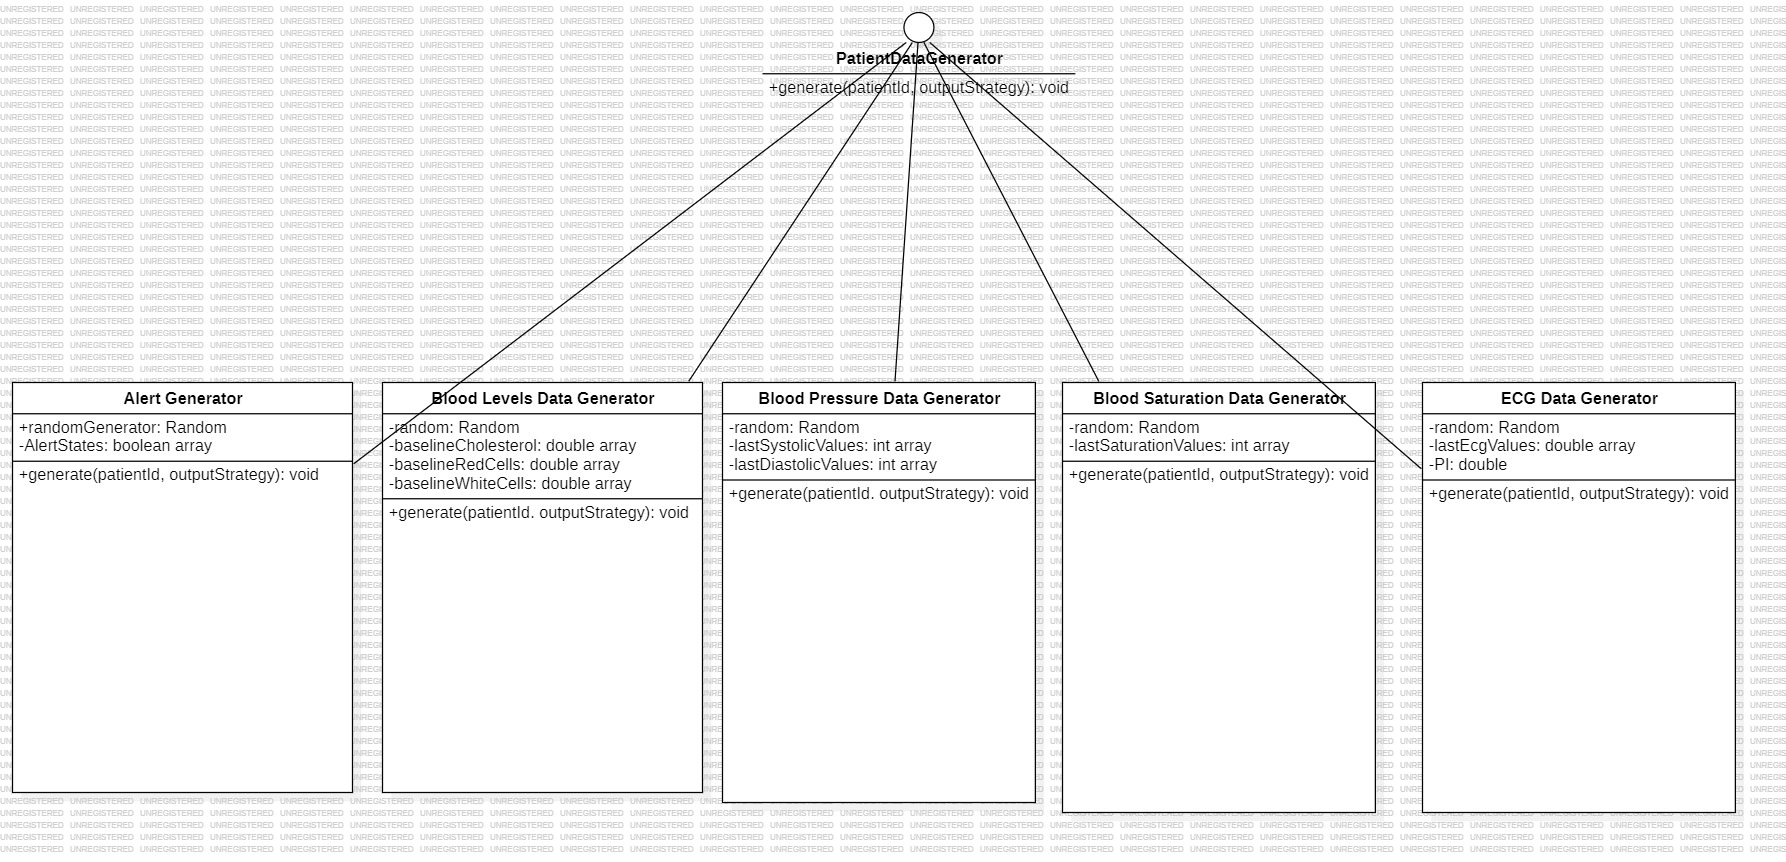 PatientDataGenerator
+generate(patientId, outputStrategy): void
Alert Generator
+randomGenerator: Random
-AlertStates: boolean array
+generate(patientId, outputStrategy): void
Blood Levels Data Generator
-random: Random
-baselineCholesterol: double array
-baselineRedCells: double array
-baselineWhiteCells: double array
+generate(patientId. outputStrategy): void
Blood Pressure Data Generator
-random: Random
-lastSystolicValues: int array
-lastDiastolicValues: int array
+generate(patientId. outputStrategy): void
Blood Saturation Data Generator
-random: Random
-lastSaturationValues: int array
+generate(patientId, outputStrategy): void
ECG Data Generator
-random: Random
-lastEcgValues: double array
-PI: double
+generate(patientId, outputStrategy): void
UNREGISTERED